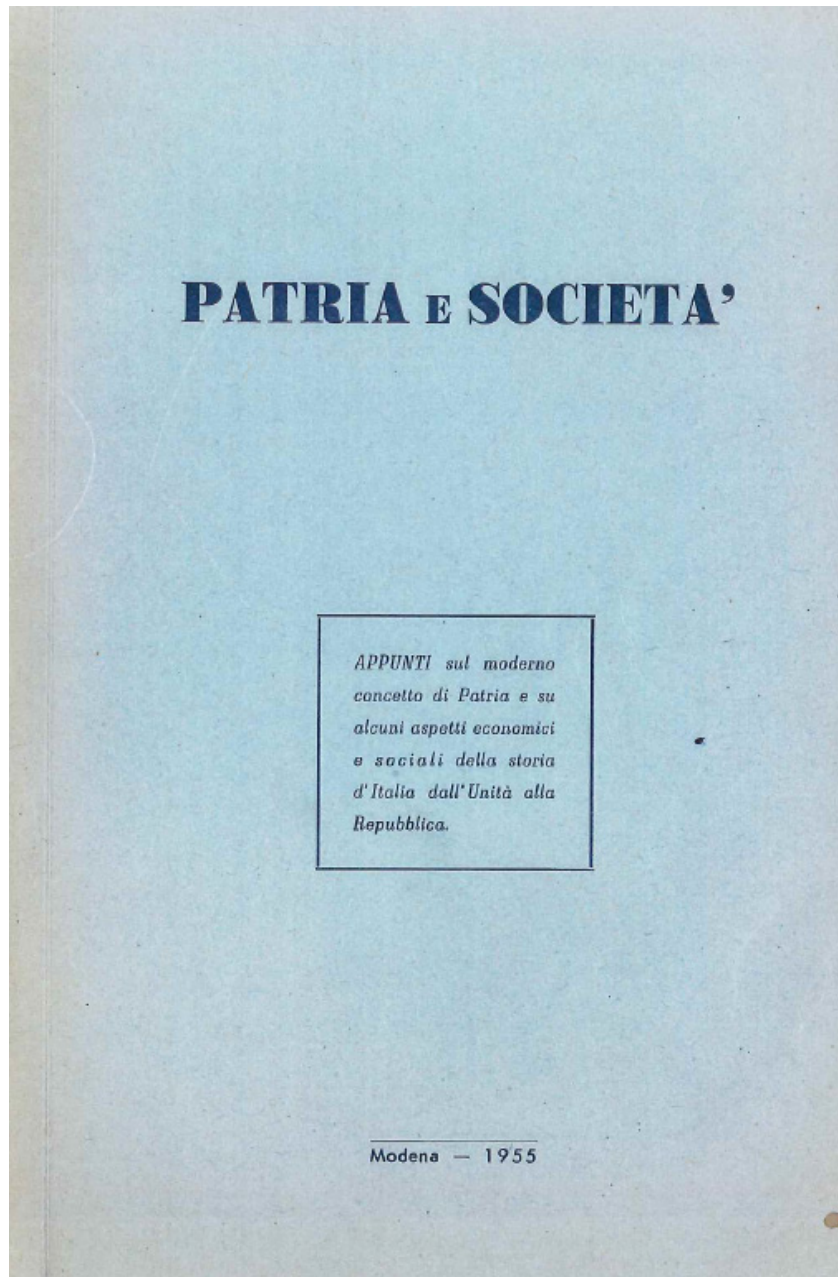 PATRIA E SOCIETA’
APPUNTI sul moderno
concetto di Patria e su
alcuni aspetti economici
e sociali della storia
d'Italia dall'Unità alla
Repubblica.
Modena — 1955